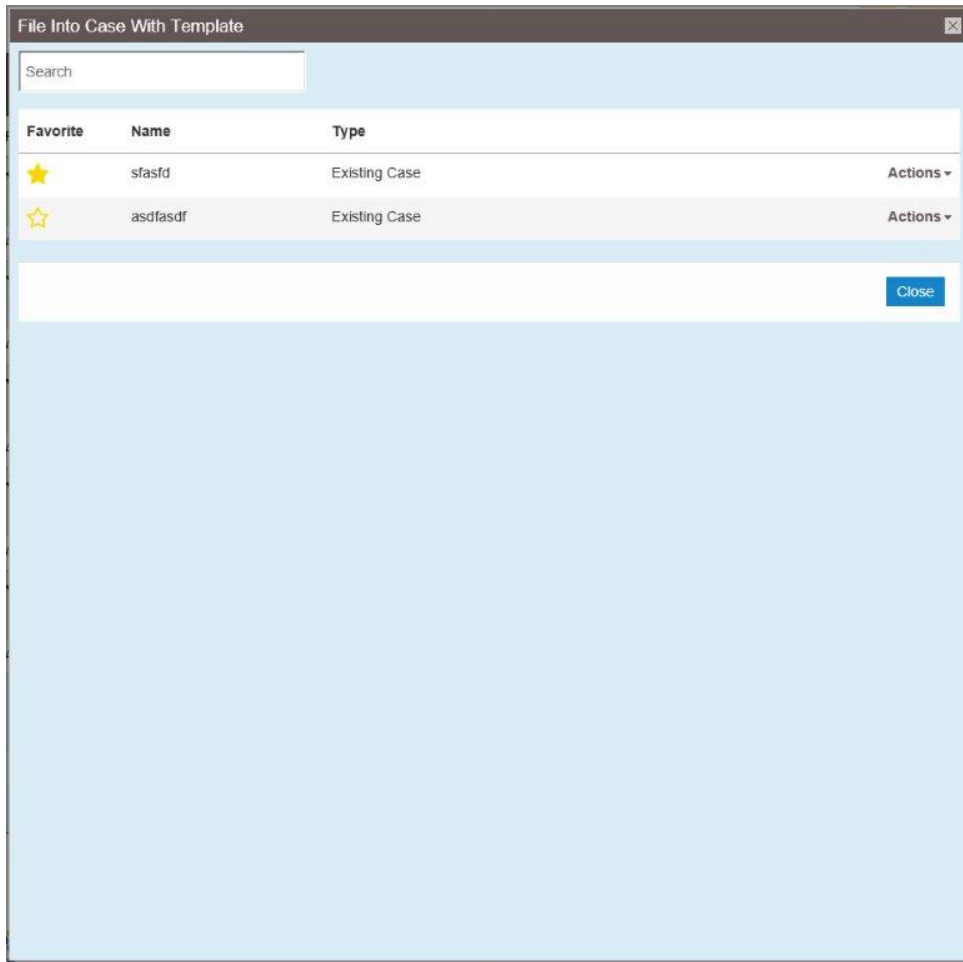 File Into Case With Template
Search
Favorite Name Type
sfasfd Existing Case Actions
asdfasdf Existing Case Actions
Close